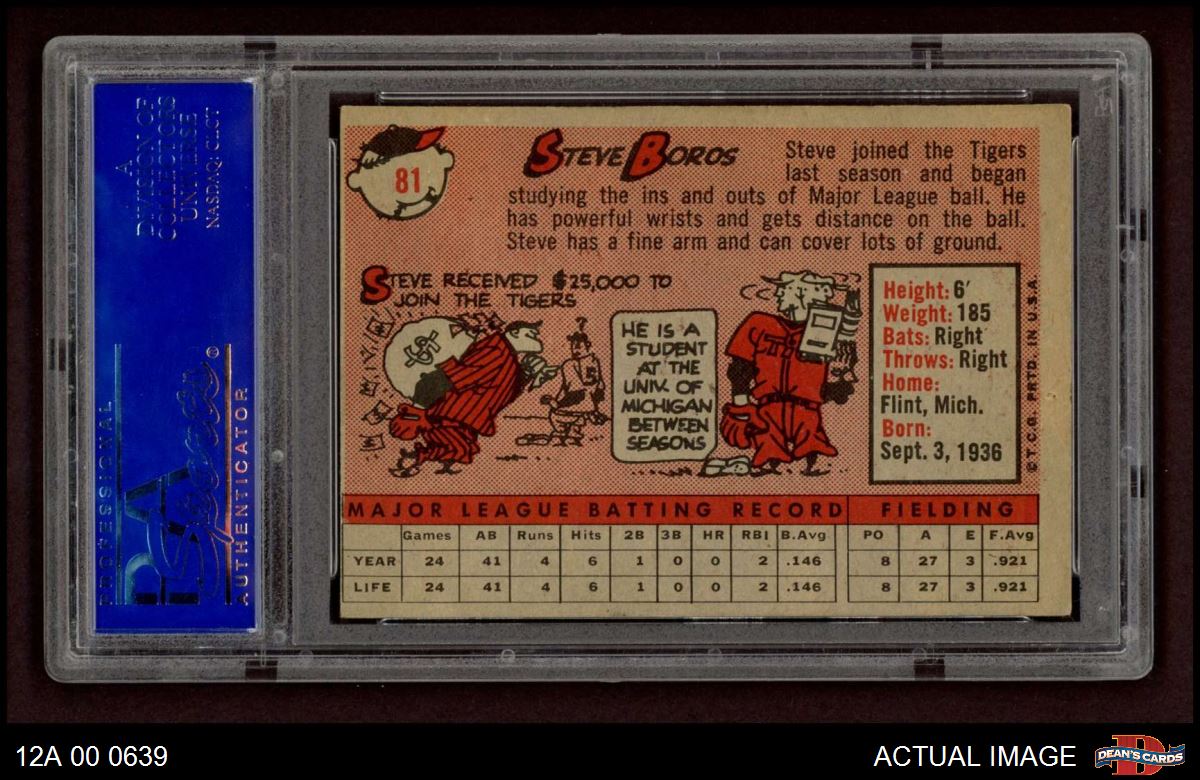 A
DIVISION OF
COLLECTORS
UNIVERSE
NASDAQ: CLCT
PROFESSIONAL
PSA
Sports
AUTHENTICATOR
®
81
STEVE BOROS
Steve joined the Tigers
last season and began
studying the ins and outs of Major League ball. He
has powerful wrists and gets distance on the ball.
Steve has a fine arm and can cover lots of ground.
STEVE RECEIVED $25,000 TO
JOIN THE TIGERS
HE IS A
STUDENT
AT THE
UNIV. OF
MICHIGAN
BETWEEN
SEASONS
Height: 6'
Weight: 185
Bats: Right
Throws: Right
Home:
Flint, Mich.
Born:
Sept. 3, 1936
©T.C.G. PRTD. IN U.S.A.
MAJOR LEAGUE BATTING RECORD FIELDING
Games AB Runs Hits 2B 3B HR RBI B.Avg PO A E F.Avg
YEAR 24 41 4 6 1 0 0 2 .146 8 27 3 .921
LIFE 24 41 4 6 1 0 0 2 .146 8 27 3 .921
12A 00 0639
ACTUAL IMAGE
D
DEAN'S CARDS